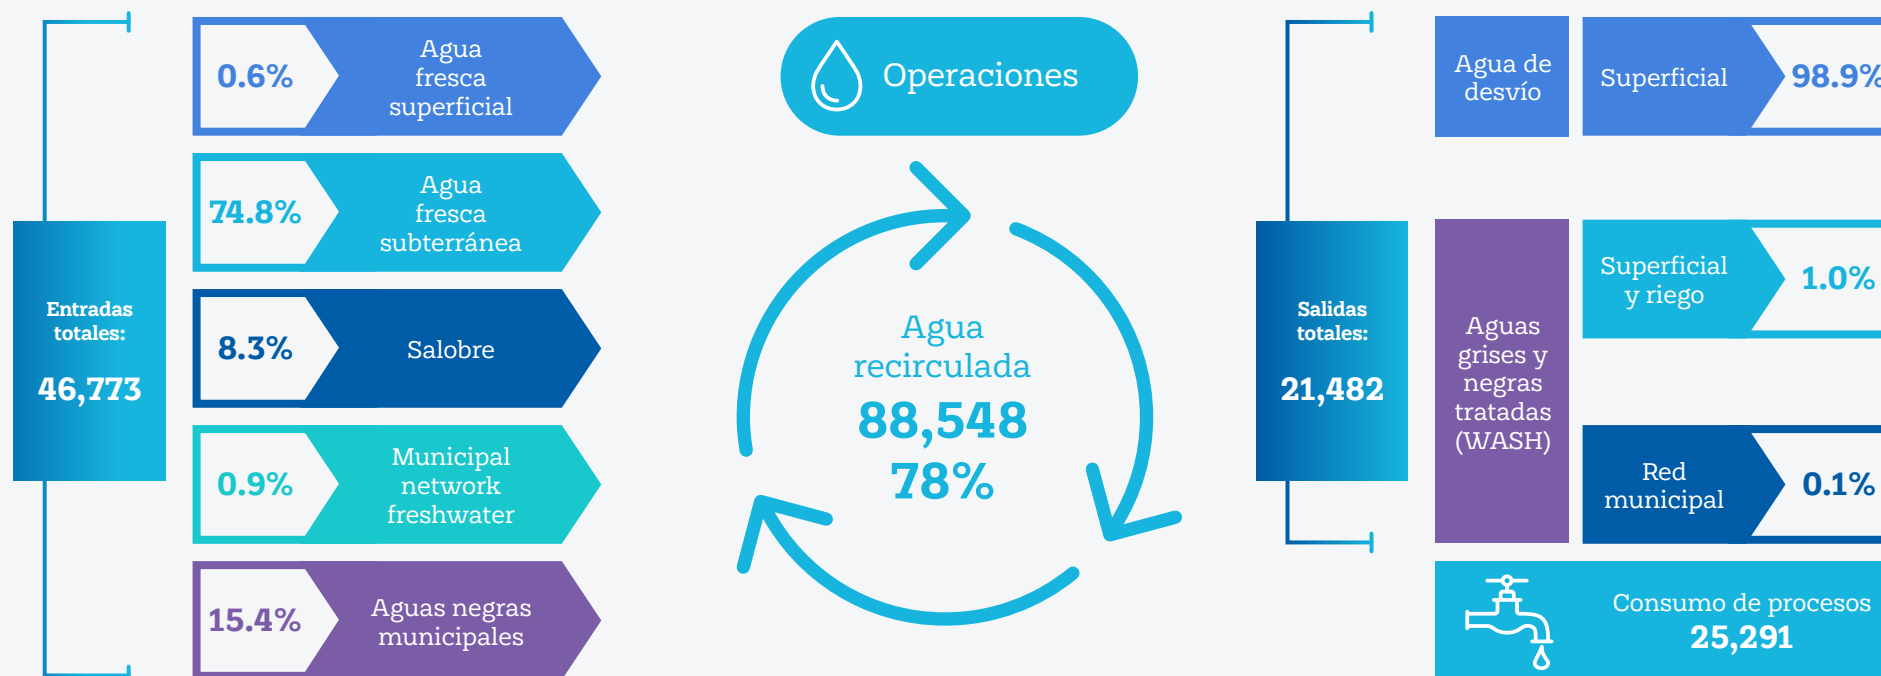 Entradas
totales:
46,773
0.6%
Agua
fresca
superficial
74.8%
Agua
fresca
subterránea
8.3%
Salobre
0.9%
Municipal
network
freshwater
15.4%
Aguas negras
municipales
Operaciones
Agua
recirculada
88,548
78%
Salidas
totales:
21,482
Agua de
desvío
Superficial
98.9%
Aguas
grises y
negras
tratadas
(WASH)
Superficial
y riego
1.0%
Red
municipal
0.1%
Consumo de procesos
25,291